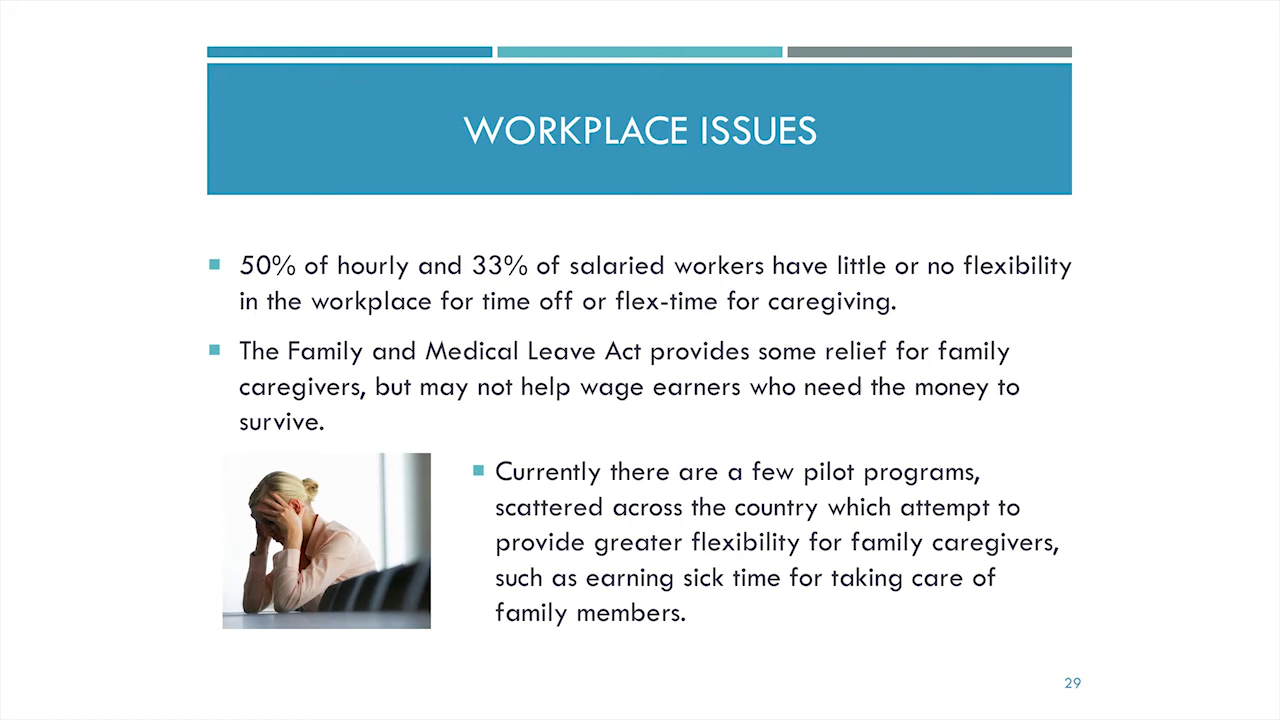 WORKPLACE ISSUES
50% of hourly and 33% of salaried workers have little or no flexibility
in the workplace for time off or flex-time for caregiving.
The Family and Medical Leave Act provides some relief for family
caregivers, but may not help wage earners who need the money to
survive.
Currently there are a few pilot programs,
scattered across the country which attempt to
provide greater flexibility for family caregivers,
such as earning sick time for taking care of
family members.
29